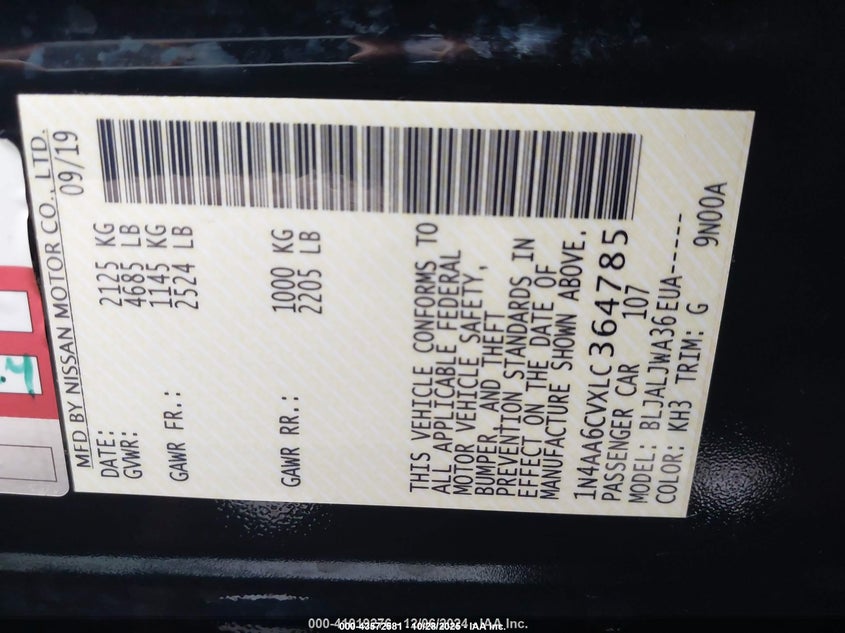 MFD BY NISSAN MOTOR CO., LTD.
DATE: 09/19
GVWR: 2125 KG
4685 LB
GAWR FR.: 1145 KG
2524 LB
GAWR RR.: 1000 KG
2205 LB
THIS VEHICLE CONFORMS TO
ALL APPLICABLE FEDERAL
MOTOR VEHICLE SAFETY,
BUMPER, AND THEFT
PREVENTION STANDARDS IN
EFFECT ON THE DATE OF
MANUFACTURE SHOWN ABOVE.
1N4AA6CVXLC364785
PASSENGER CAR 107
MODEL: BLJALJWA36EUA-----
COLOR: KH3 TRIM: G 9N00A